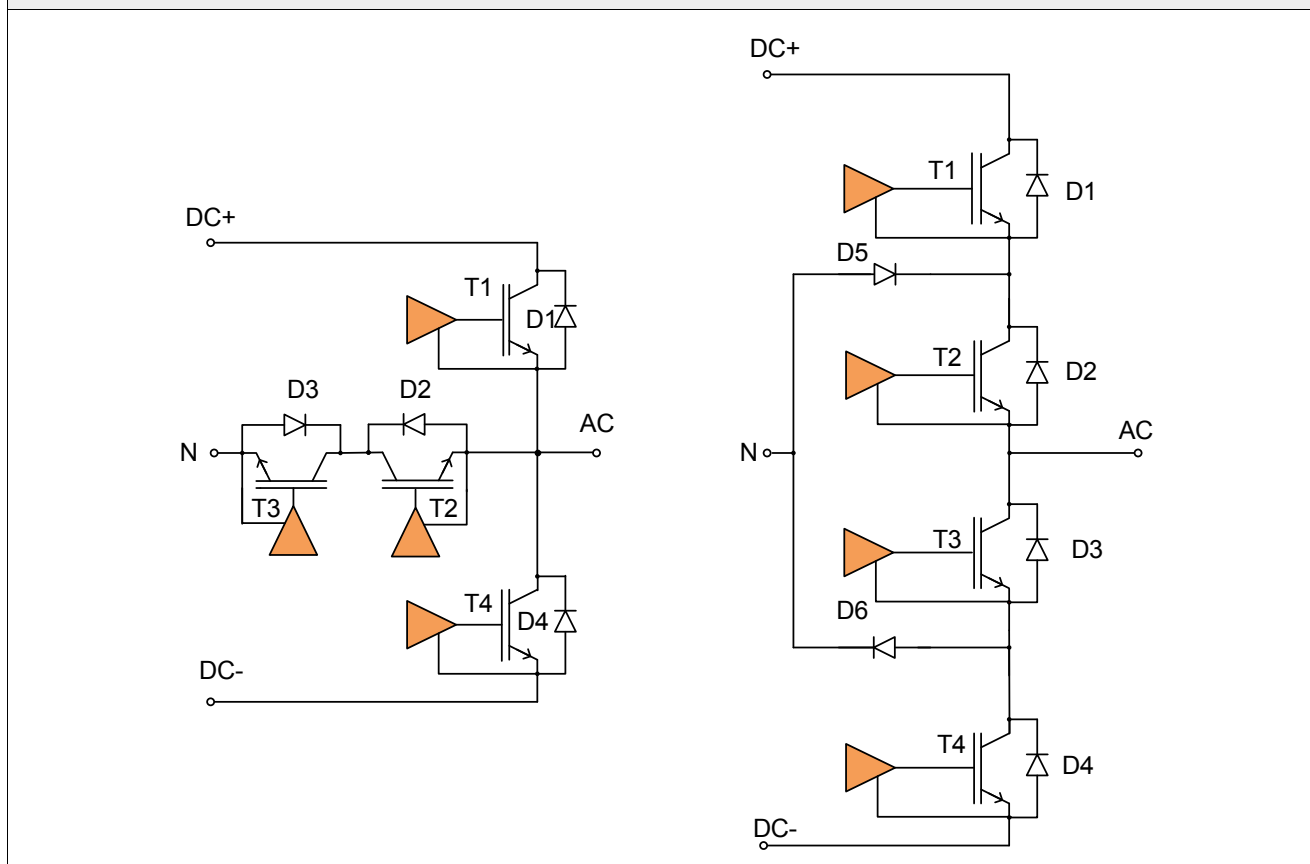 DC+
T1
D1
D3
D2
N
AC
T3
T2
T4
D4
DC-
DC+
T1
D1
D5
T2
D2
AC
N
T3
D3
D6
T4
D4
DC-